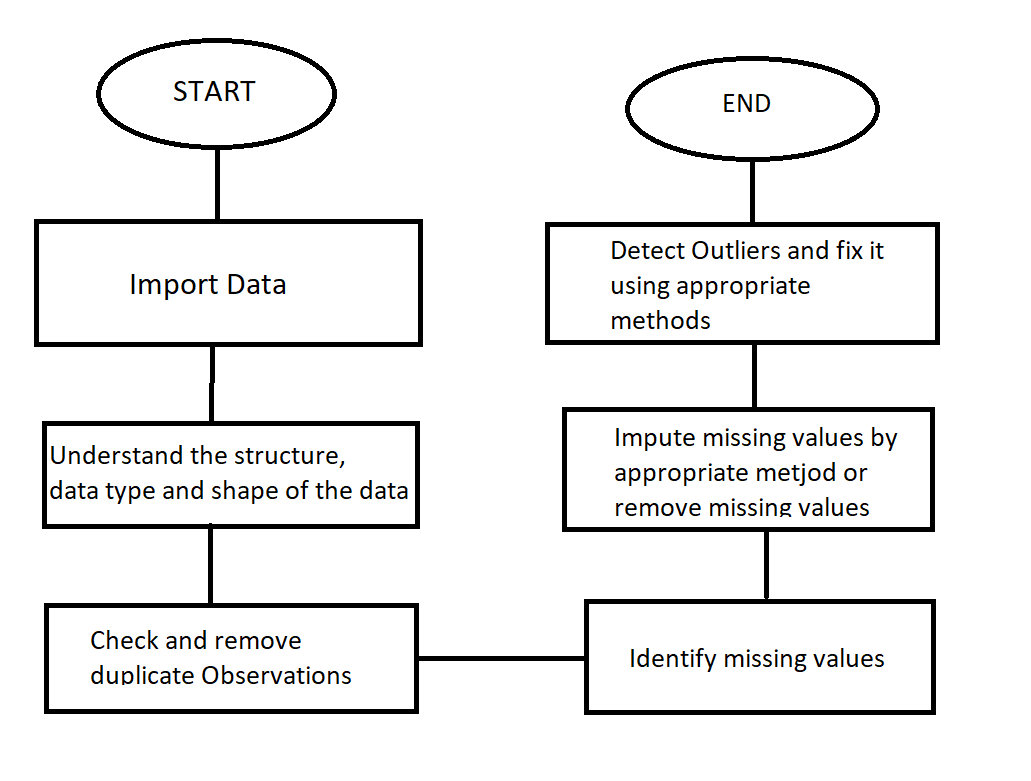 START
Import Data
Understand the structure,
data type and shape of the data
Check and remove
duplicate Observations
Identify missing values
Impute missing values by
appropriate metjod or
remove missing values
Detect Outliers and fix it
using appropriate
methods
END